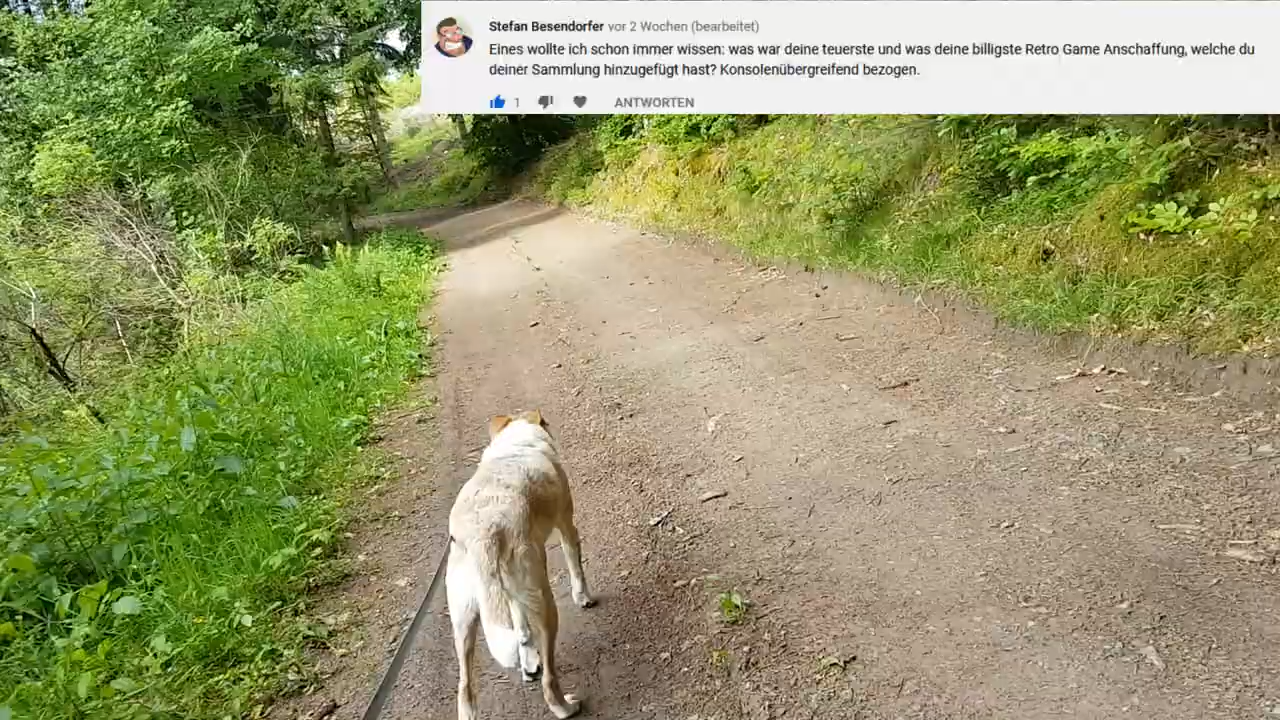 Stefan Besendorfer vor 2 Wochen (bearbeitet)
Eines wollte ich schon immer wissen: was war deine teuerste und was deine billigste Retro Game Anschaffung, welche du
deiner Sammlung hinzugefügt hast? Konsolenübergreifend bezogen.
1 ANTWORTEN